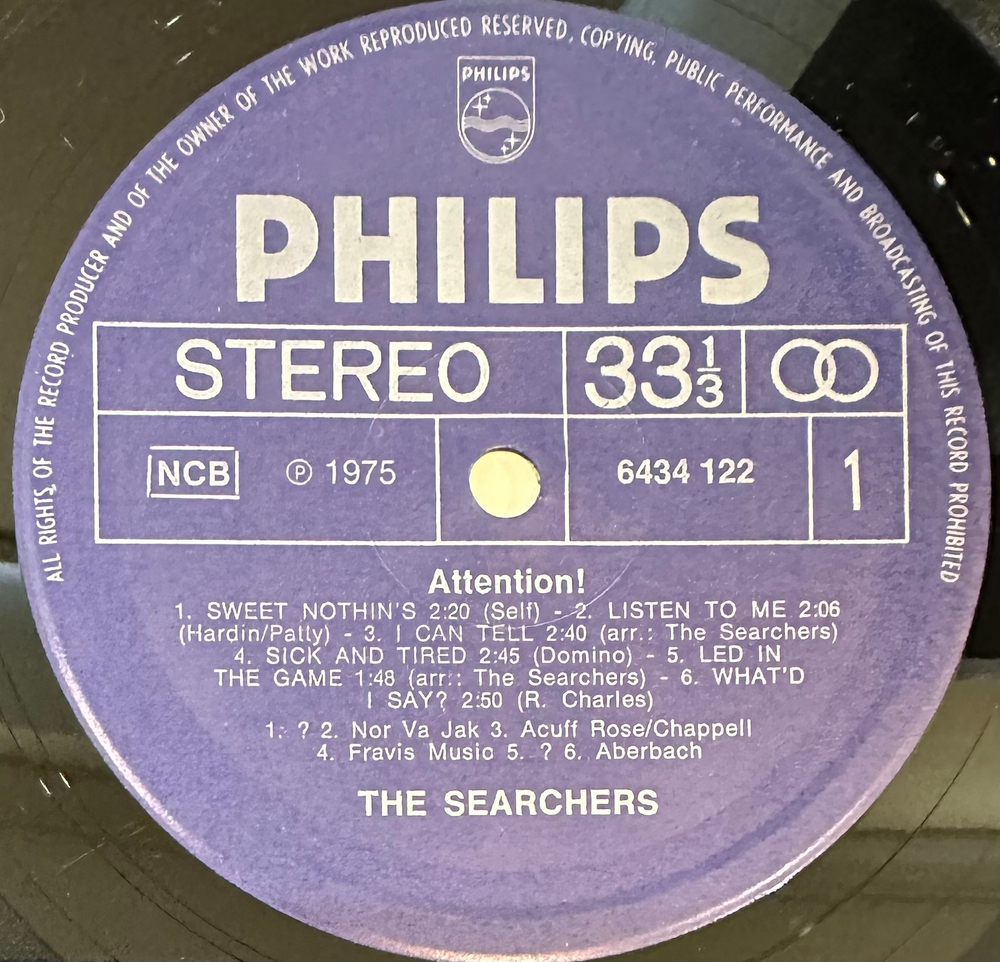 ALL RIGHTS OF THE RECORD PRODUCER AND OF THE OWNER OF THE WORK REPRODUCED RESERVED. COPYING, PUBLIC PERFORMANCE AND BROADCASTING OF THIS RECORD PROHIBITED
PHILIPS
PHILIPS
STEREO 33 1/3
NCB ℗ 1975 6434 122 1
Attention!
1. SWEET NOTHIN'S 2:20 (Self) - 2. LISTEN TO ME 2:06
(Hardin/Patty) - 3. I CAN TELL 2:40 (arr.: The Searchers)
4. SICK AND TIRED 2:45 (Domino) - 5. LED IN
THE GAME 1:48 (arr.: The Searchers) - 6. WHAT'D
I SAY? 2:50 (R. Charles)
1. ? 2. Nor Va Jak 3. Acuff Rose/Chappell
4. Fravis Music 5. ? 6. Aberbach
THE SEARCHERS